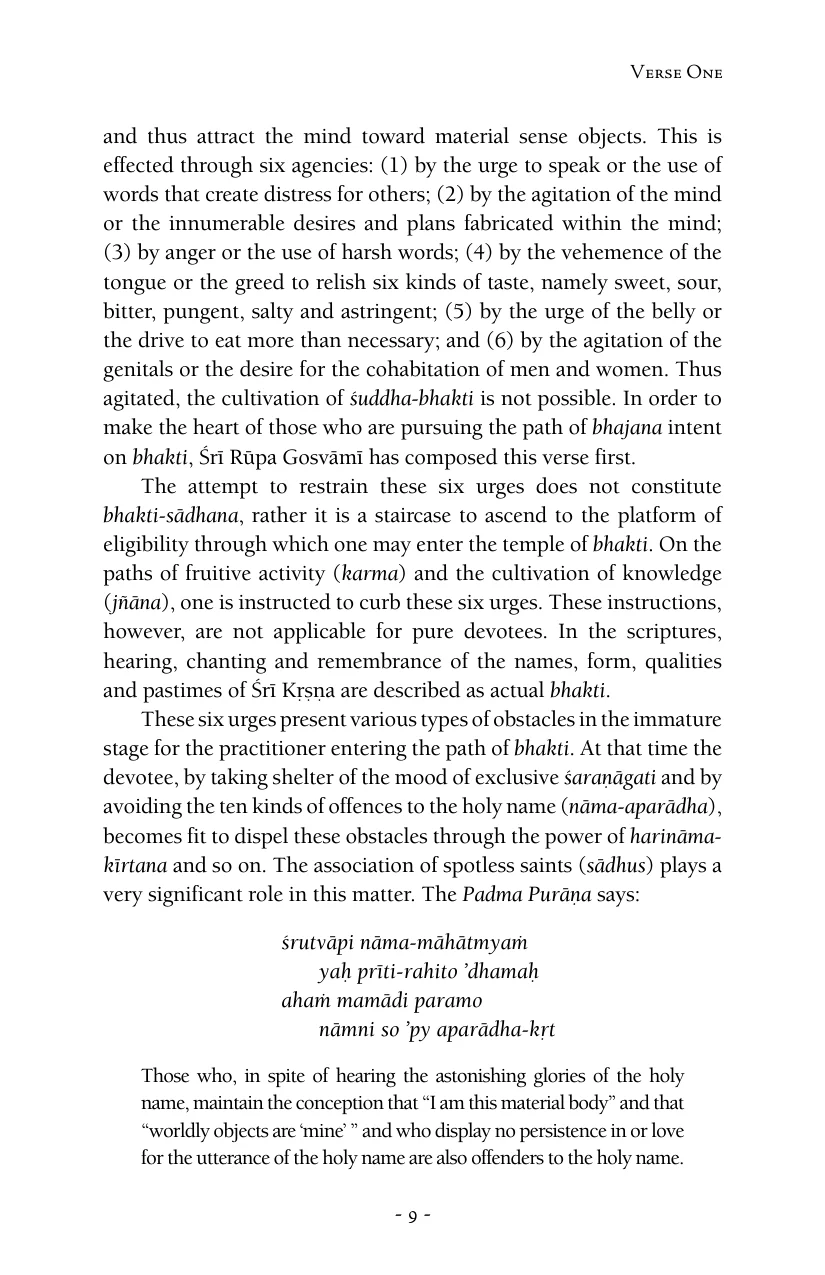 Verse One
and thus attract the mind toward material sense objects. This is
effected through six agencies: (1) by the urge to speak or the use of
words that create distress for others; (2) by the agitation of the mind
or the innumerable desires and plans fabricated within the mind;
(3) by anger or the use of harsh words; (4) by the vehemence of the
tongue or the greed to relish six kinds of taste, namely sweet, sour,
bitter, pungent, salty and astringent; (5) by the urge of the belly or
the drive to eat more than necessary; and (6) by the agitation of the
genitals or the desire for the cohabitation of men and women. Thus
agitated, the cultivation of śuddha-bhakti is not possible. In order to
make the heart of those who are pursuing the path of bhajana intent
on bhakti, Śrī Rūpa Gosvāmī has composed this verse first.
The attempt to restrain these six urges does not constitute
bhakti-sādhana, rather it is a staircase to ascend to the platform of
eligibility through which one may enter the temple of bhakti. On the
paths of fruitive activity (karma) and the cultivation of knowledge
(jñāna), one is instructed to curb these six urges. These instructions,
however, are not applicable for pure devotees. In the scriptures,
hearing, chanting and remembrance of the names, form, qualities
and pastimes of Śrī Kṛṣṇa are described as actual bhakti.
These six urges present various types of obstacles in the immature
stage for the practitioner entering the path of bhakti. At that time the
devotee, by taking shelter of the mood of exclusive śaraṇāgati and by
avoiding the ten kinds of offences to the holy name (nāma-aparādha),
becomes fit to dispel these obstacles through the power of harināma-
kīrtana and so on. The association of spotless saints (sādhus) plays a
very significant role in this matter. The Padma Purāṇa says:
śrutvāpi nāma-māhātmyaṁ
yaḥ prīti-rahito ’dhamaḥ
ahaṁ mamādi paramo
nāmni so ’py aparādha-kṛt
Those who, in spite of hearing the astonishing glories of the holy
name, maintain the conception that “I am this material body” and that
“worldly objects are ‘mine’ ” and who display no persistence in or love
for the utterance of the holy name are also offenders to the holy name.
- 9 -